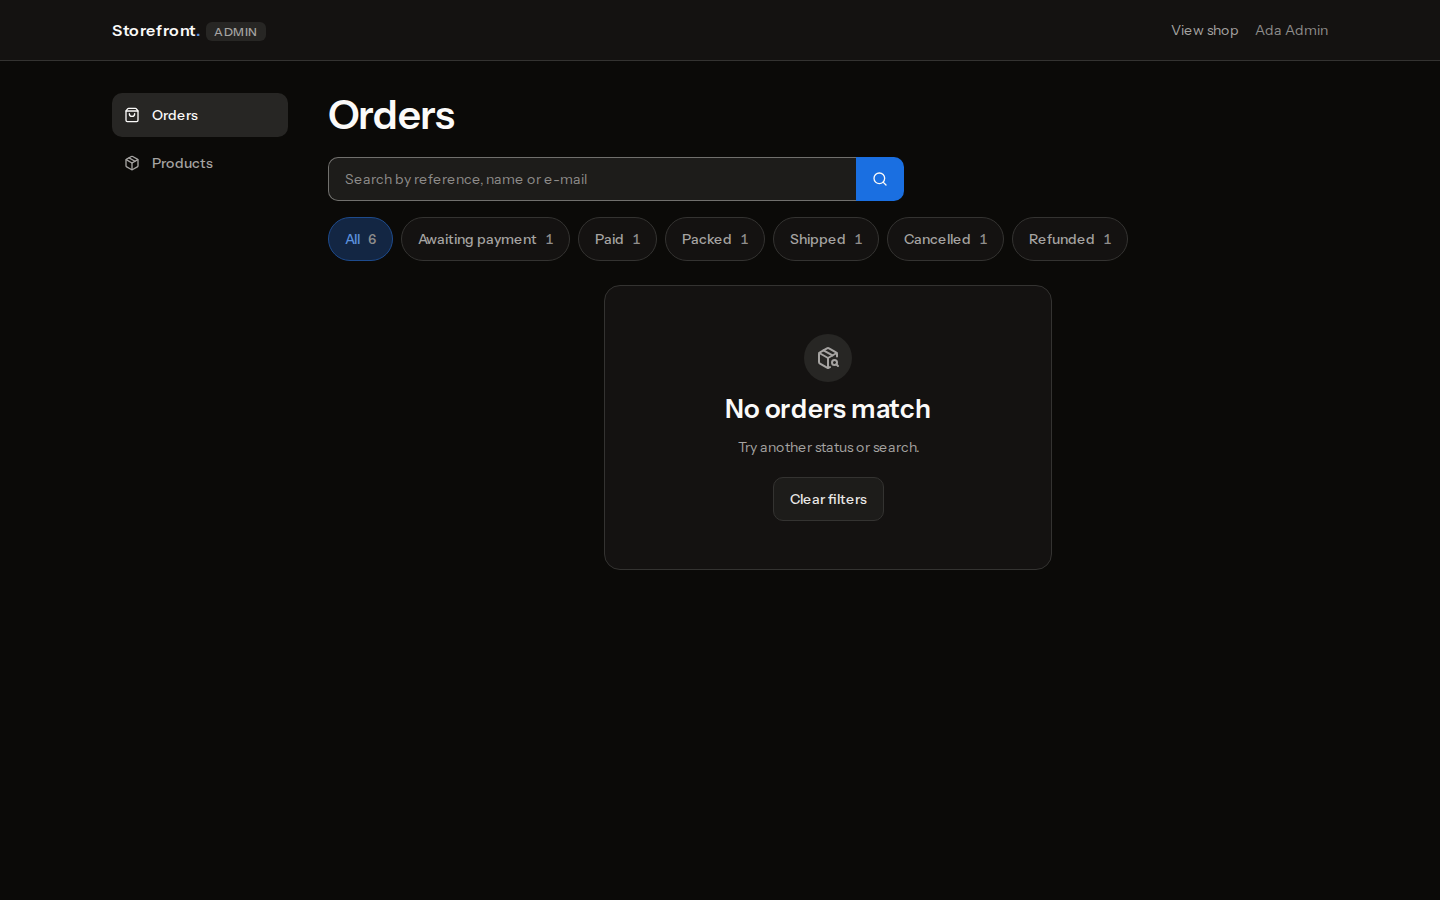 Storefront. ADMIN
View shop Ada Admin
Orders
Products
Orders
Search by reference, name or e-mail
All 6 Awaiting payment 1 Paid 1 Packed 1 Shipped 1 Cancelled 1 Refunded 1
No orders match
Try another status or search.
Clear filters